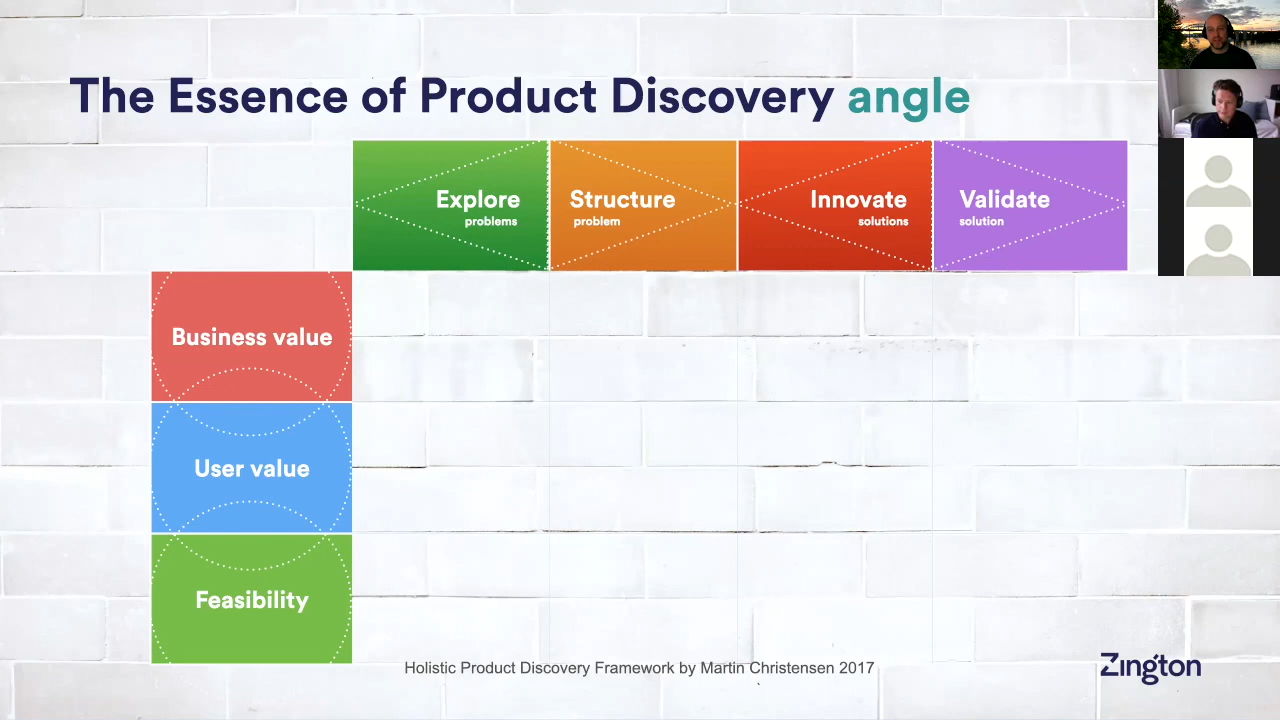 The Essence of Product Discovery angle
Explore
problems
Structure
problem
Innovate
solutions
Validate
solution
Business value
User value
Feasibility
Holistic Product Discovery Framework by Martin Christensen 2017
Zington